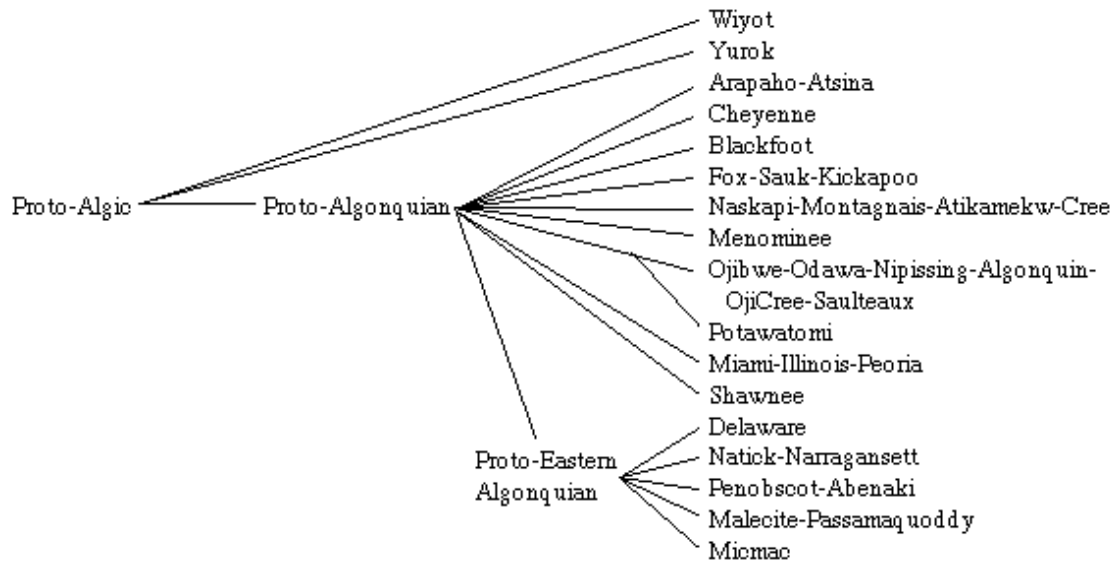 Wiyot
Yurok
Arapaho-Atsina
Cheyenne
Blackfoot
Fox-Sauk-Kickapoo
Proto-Algic
Proto-Algonquian
Naskapi-Montagnais-Atikamekw-Cree
Menominee
Ojibwe-Odawa-Nipissing-Algonquin-
OjiCree-Saulteaux
Potawatomi
Miami-Illinois-Peoria
Shawnee
Delaware
Proto-Eastern
Algonquian
Natick-Narragansett
Penobscot-Abenaki
Malecite-Passamaquoddy
Micmac